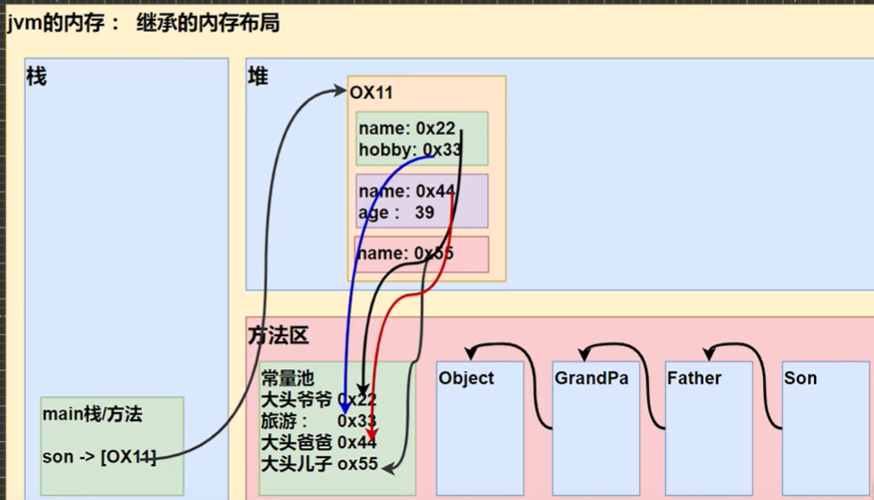 jvm的内存： 继承的内存布局
栈
堆
OX11
name: 0x22
hobby: 0x33
name: 0x44
age： 39
name: 0x55
方法区
常量池
大头爷爷 0x22
旅游： 0x33
大头爸爸 0x44
大头儿子 ox55
Object
GrandPa
Father
Son
main栈/方法
son -> [OX11]